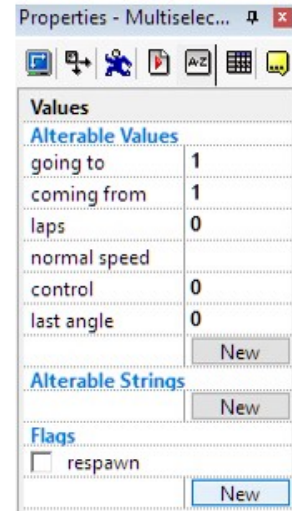 Properties - Multiselec...
A-Z
Values
Alterable Values
going to 1
coming from 1
laps 0
normal speed
control 0
last angle 0
New
Alterable Strings
New
Flags
respawn
New